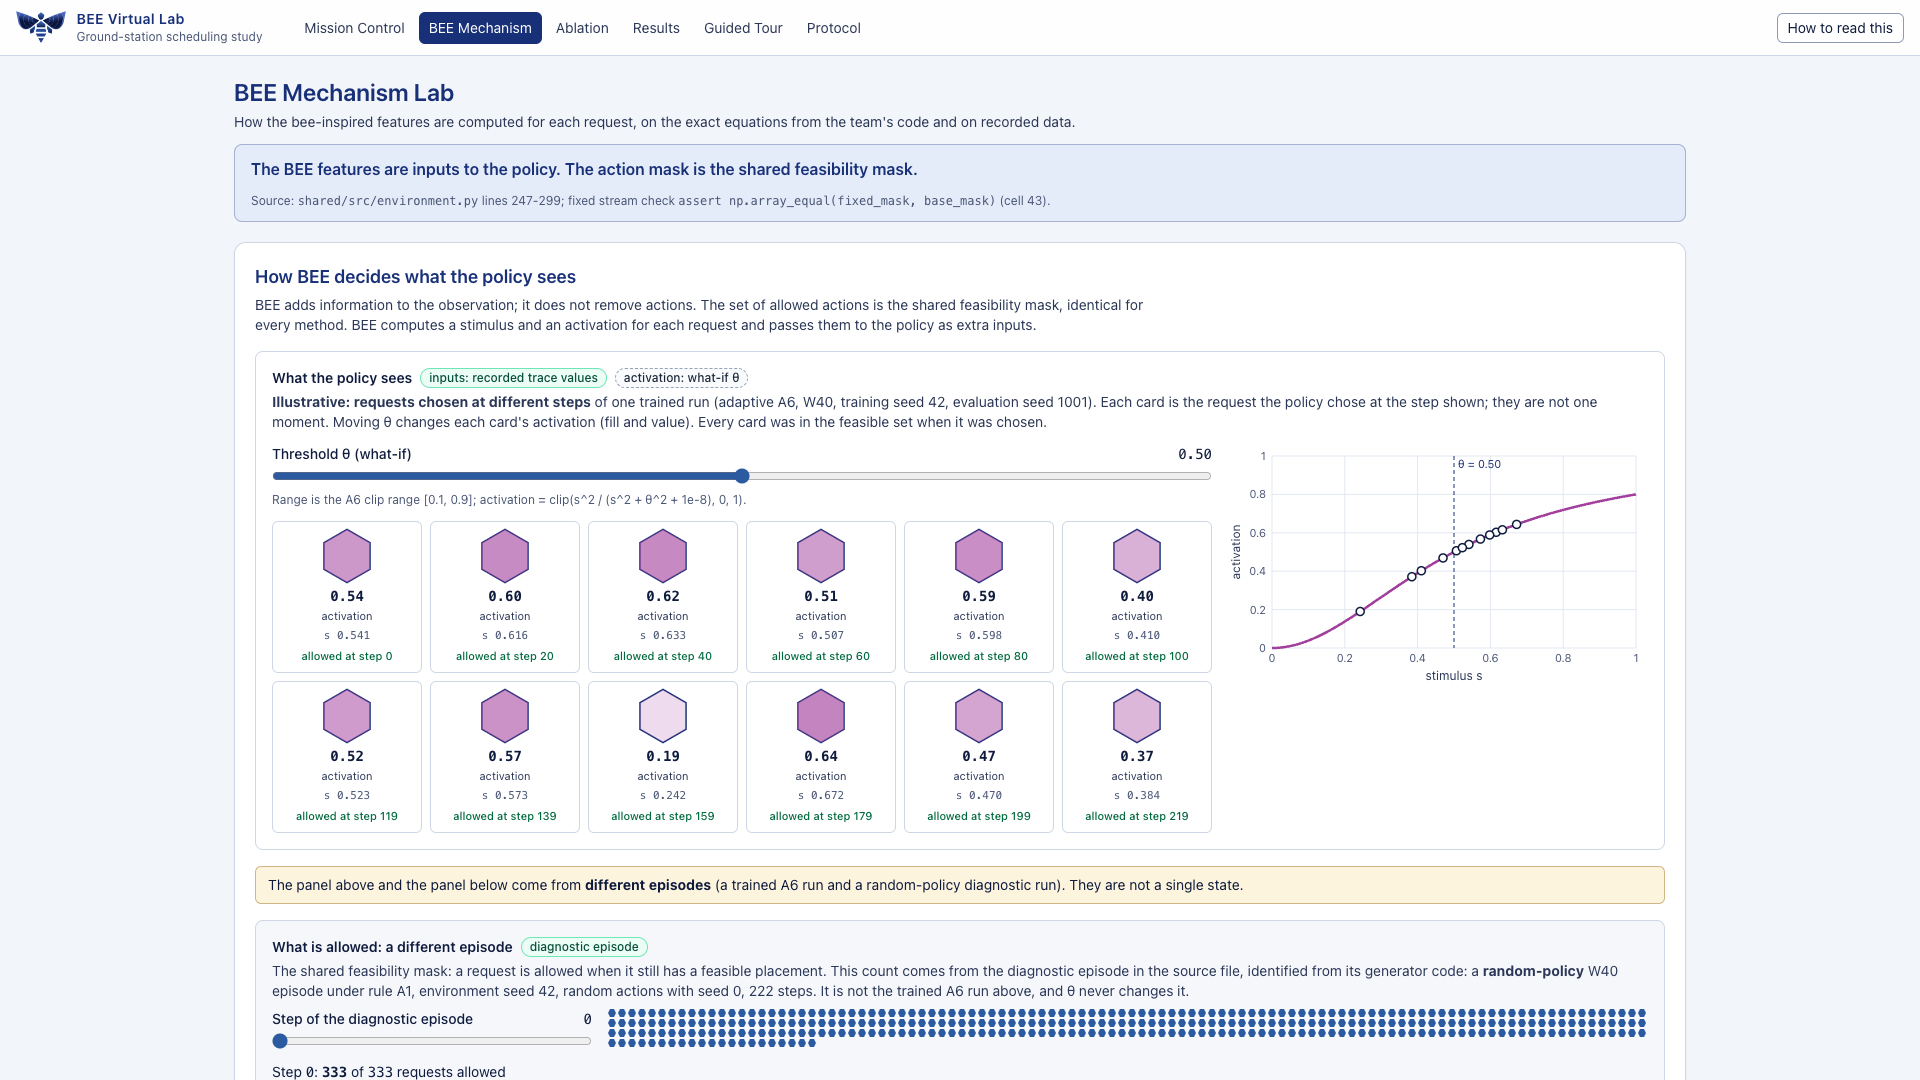 BEE Virtual Lab
Ground-station scheduling study
Mission Control
BEE Mechanism
Ablation
Results
Guided Tour
Protocol
How to read this
BEE Mechanism Lab
How the bee-inspired features are computed for each request, on the exact equations from the team's code and on recorded data.
The BEE features are inputs to the policy. The action mask is the shared feasibility mask.
Source: shared/src/environment.py lines 247-299; fixed stream check assert np.array_equal(fixed_mask, base_mask) (cell 43).
How BEE decides what the policy sees
BEE adds information to the observation; it does not remove actions. The set of allowed actions is the shared feasibility mask, identical for
every method. BEE computes a stimulus and an activation for each request and passes them to the policy as extra inputs.
What the policy sees inputs: recorded trace values activation: what-if θ
Illustrative: requests chosen at different steps of one trained run (adaptive A6, W40, training seed 42, evaluation seed 1001). Each card is the request the policy chose at the step shown; they are not one
moment. Moving θ changes each card's activation (fill and value). Every card was in the feasible set when it was chosen.
Threshold θ (what-if) 0.50
Range is the A6 clip range [0.1, 0.9]; activation = clip(s^2 / (s^2 + θ^2 + 1e-8), 0, 1).
0.54 0.60 0.62 0.51 0.59 0.40
activation activation activation activation activation activation
s 0.541 s 0.616 s 0.633 s 0.507 s 0.598 s 0.410
allowed at step 0 allowed at step 20 allowed at step 40 allowed at step 60 allowed at step 80 allowed at step 100
0.52 0.57 0.19 0.64 0.47 0.37
activation activation activation activation activation activation
s 0.523 s 0.573 s 0.242 s 0.672 s 0.470 s 0.384
allowed at step 119 allowed at step 139 allowed at step 159 allowed at step 179 allowed at step 199 allowed at step 219
θ = 0.50
1
0.8
0.6
0.4
0.2
0
activation
0 0.2 0.4 0.6 0.8 1
stimulus s
The panel above and the panel below come from different episodes (a trained A6 run and a random-policy diagnostic run). They are not a single state.
What is allowed: a different episode diagnostic episode
The shared feasibility mask: a request is allowed when it still has a feasible placement. This count comes from the diagnostic episode in the source file, identified from its generator code: a random-policy W40
episode under rule A1, environment seed 42, random actions with seed 0, 222 steps. It is not the trained A6 run above, and θ never changes it.
Step of the diagnostic episode 0
Step 0: 333 of 333 requests allowed